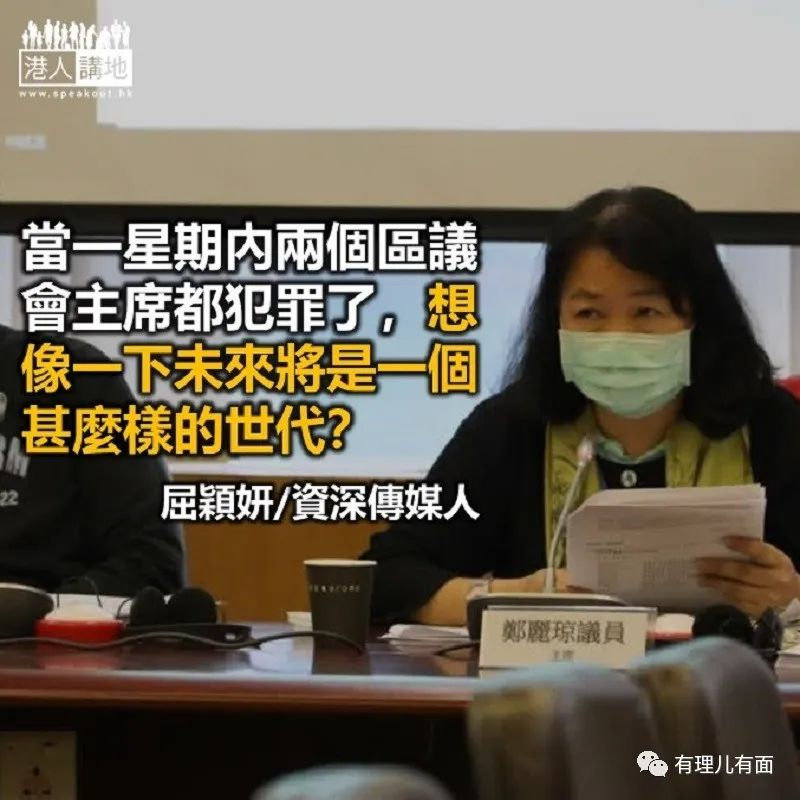 港人講地
www.speakout.hk
當一星期內兩個區議
會主席都犯罪了，想
像一下未來將是一個
甚麼樣的世代？
屈穎妍/資深傳媒人
22
鄭麗琼議員
主席
有理儿有面